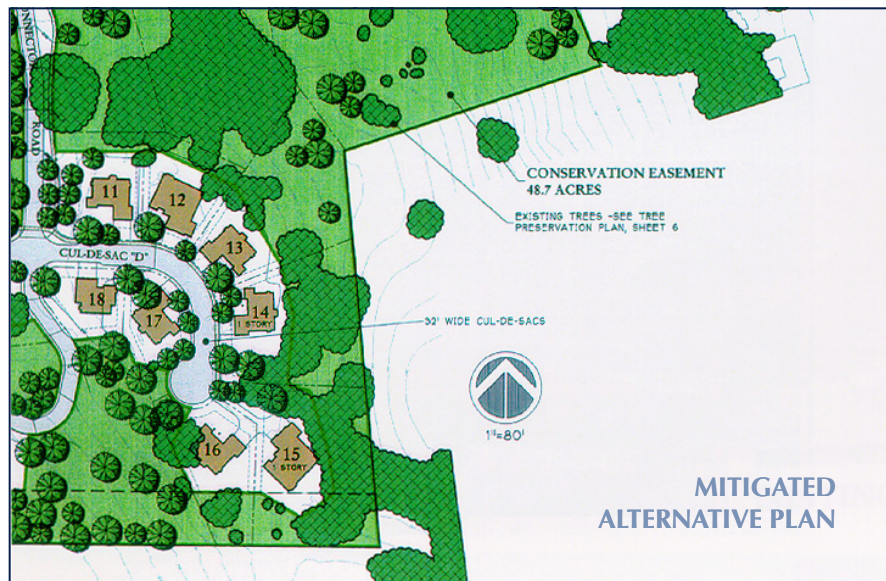 CONNECTOR
ROAD
11
12
13
CUL-DE-SAC "D"
18
17
14
1 STORY
16
15
1 STORY
CONSERVATION EASEMENT
48.7 ACRES
EXISTING TREES -SEE TREE
PRESERVATION PLAN, SHEET 6
32' WIDE CUL-DE-SACS
1"=80'
MITIGATED
ALTERNATIVE PLAN